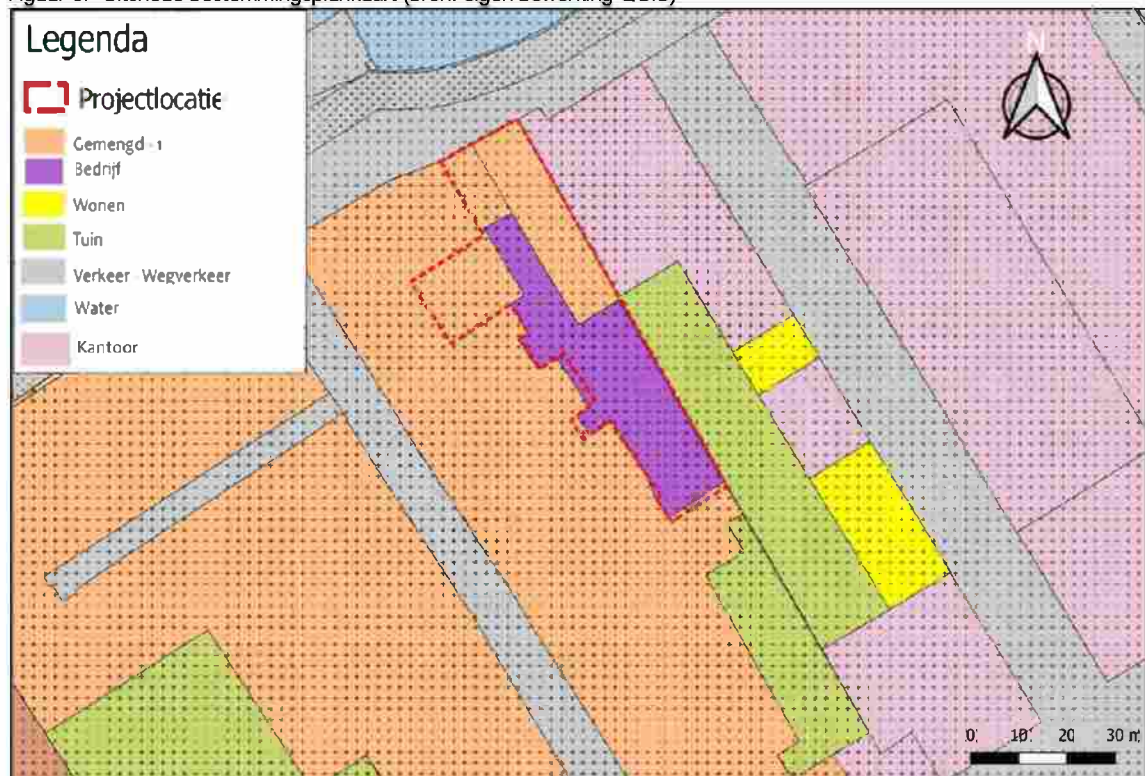 Legenda
Projectlocatie
Gemengd - 1
Bedrijf
Wonen
Tuin
Verkeer - Wegverkeer
Water
Kantoor
N
0 10 20 30 m